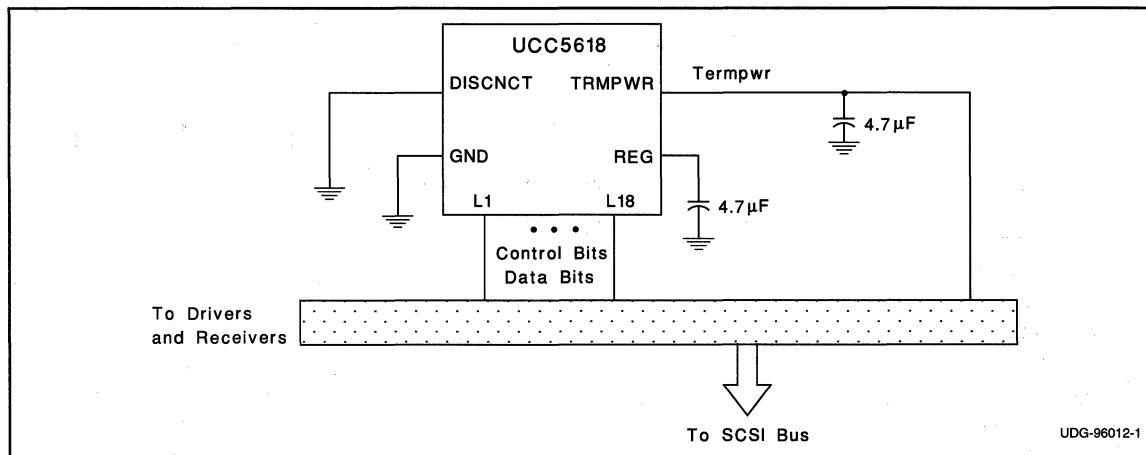 UCC5618
DISCNCT
TRMPWR
Termpwr
4.7µF
GND
REG
L1
L18
4.7µF
• • •
Control Bits
Data Bits
To Drivers
and Receivers
To SCSI Bus
UDG-96012-1